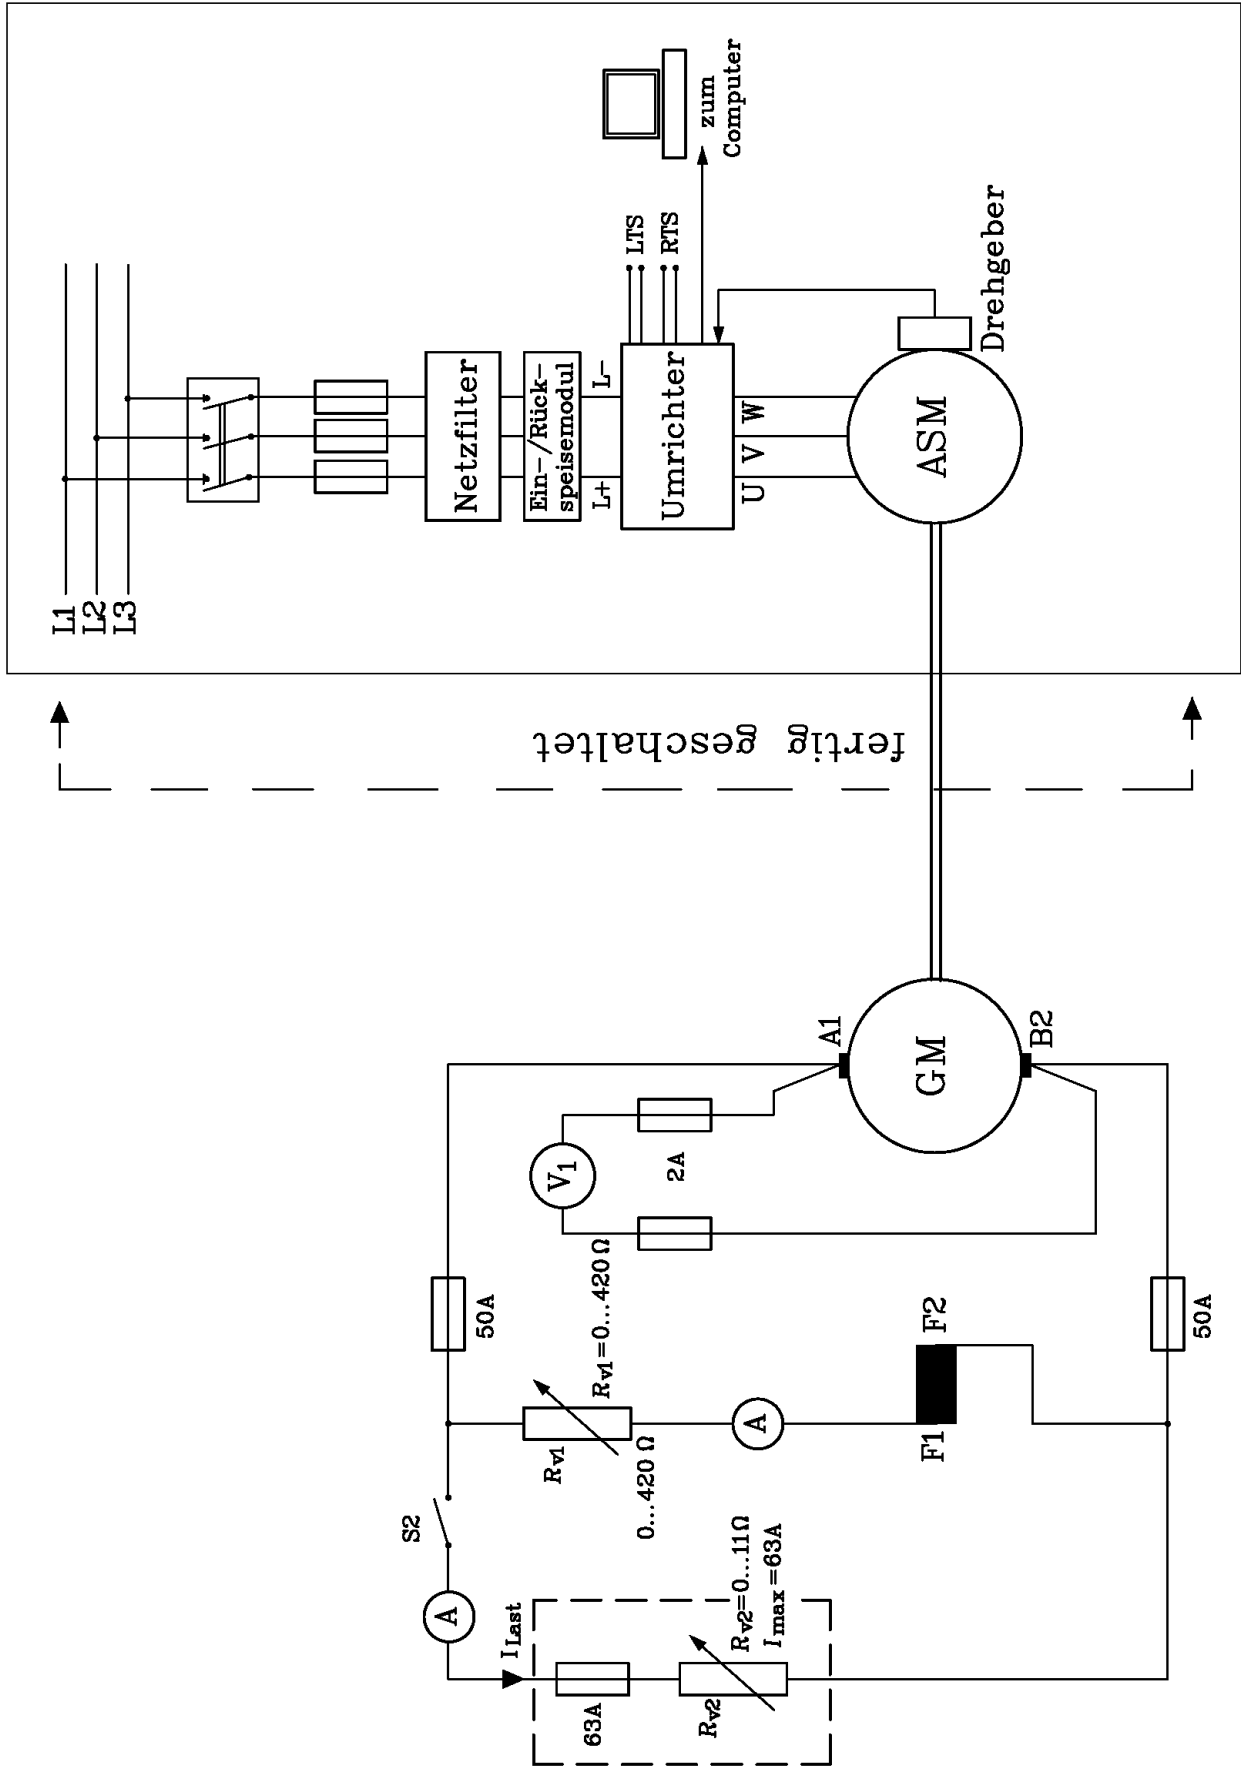 L1
L2
L3
Netzfilter
Ein-/Rück-
speisemodul
L+
L-
Umrichter
LTS
RTS
zum
Computer
U
V
W
ASM
Drehgeber
fertig geschaltet
A1
GM
B2
V1
2A
50A
50A
Rv1=0...420 Ω
Rv1
0...420 Ω
A
F1
F2
S2
A
ILast
63A
Rv2
Rv2=0...11Ω
Imax=63A